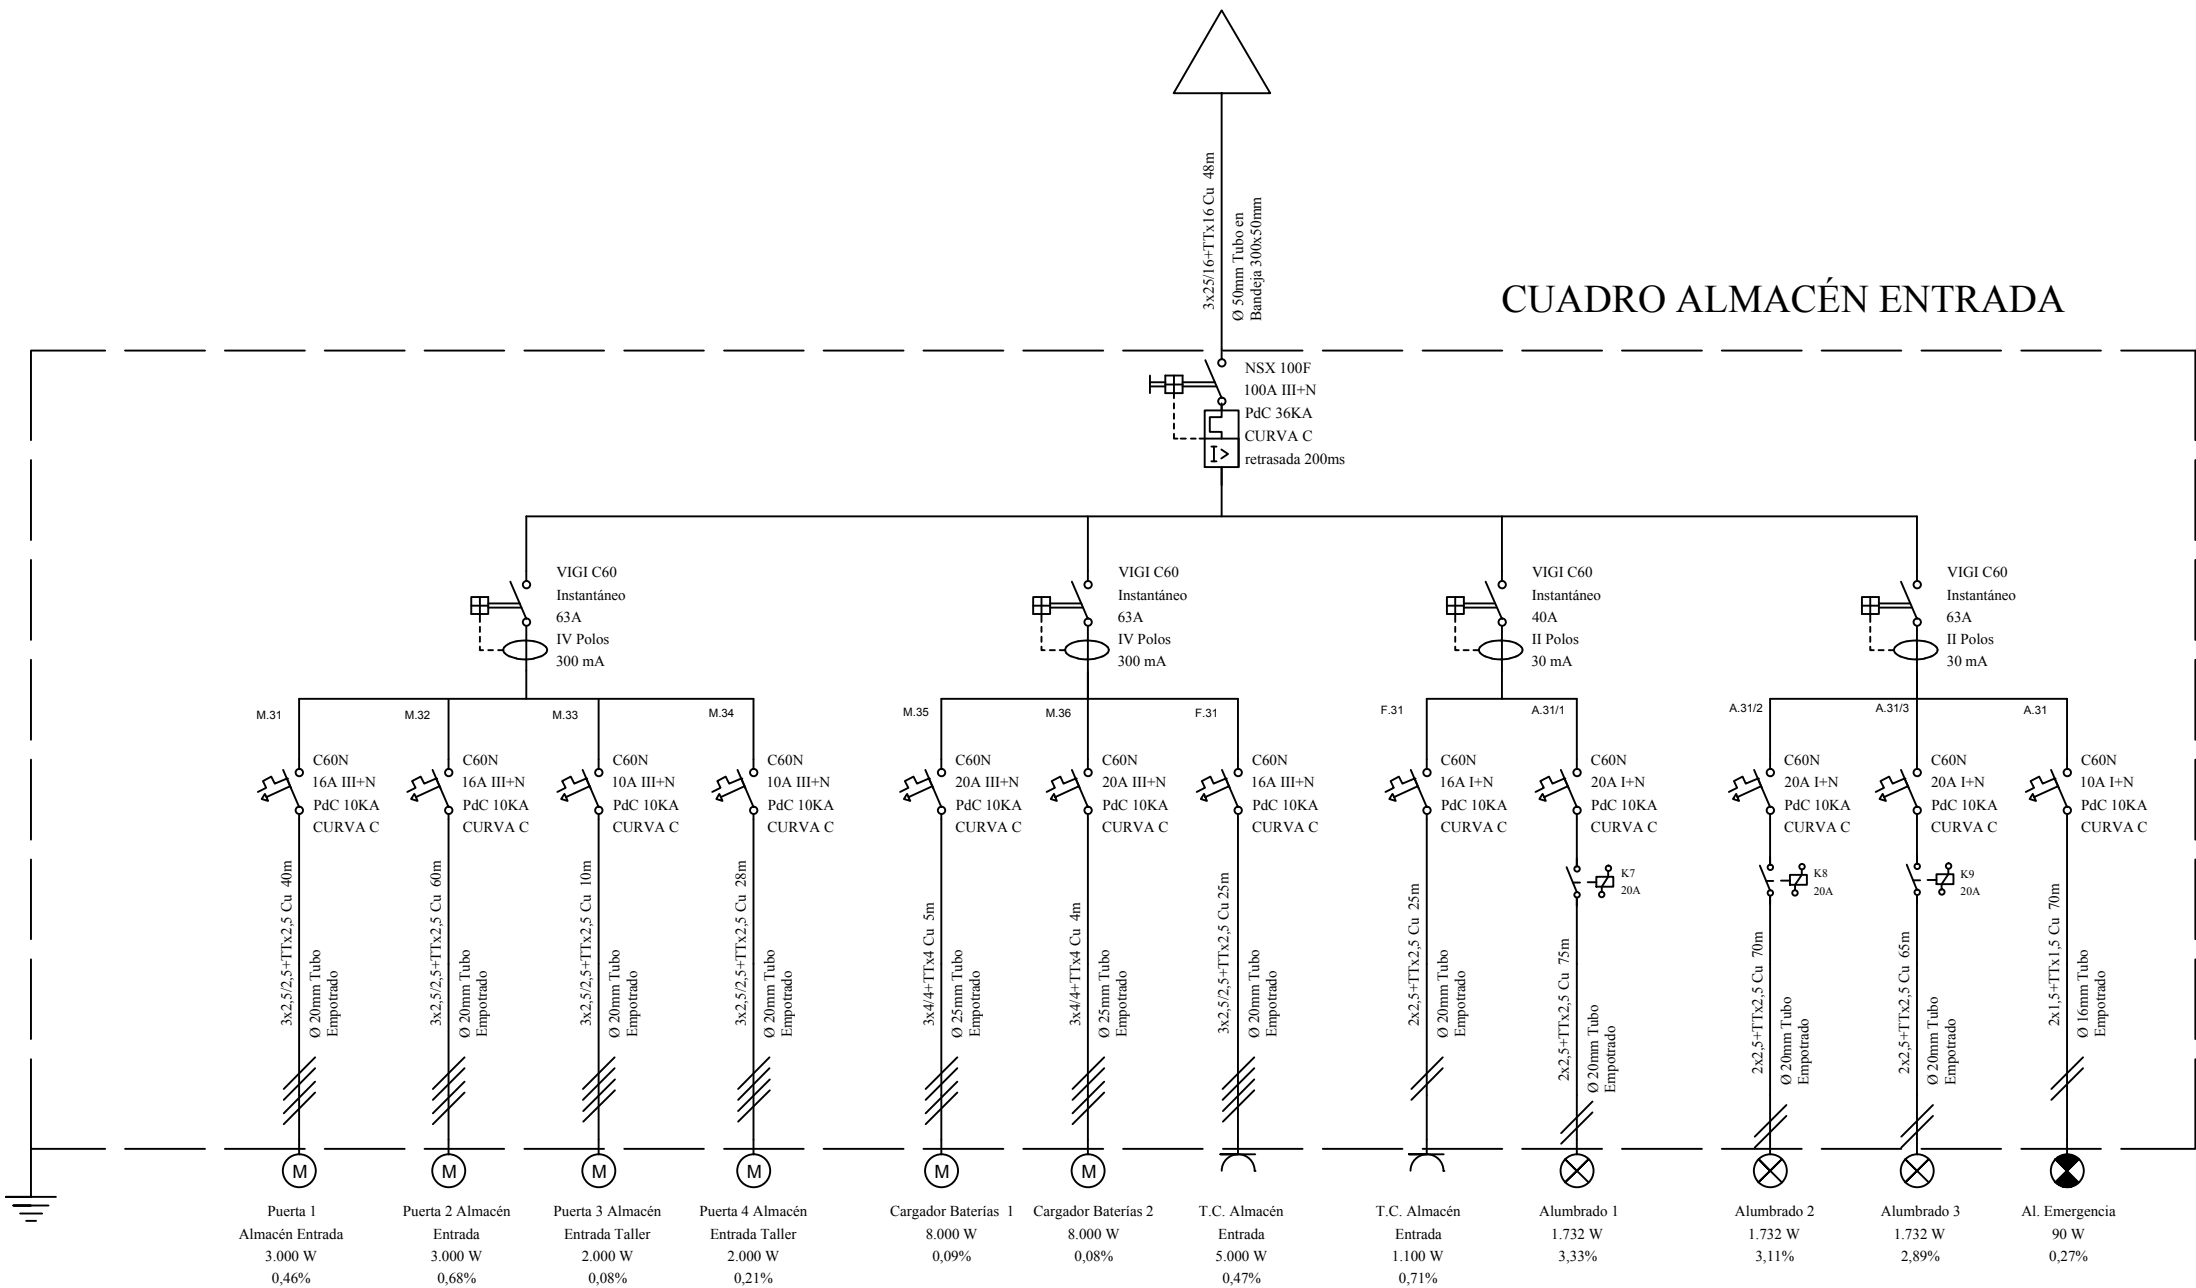 3x25/16+TTx16 Cu 48m
Ø 50mm Tubo en
Bandeja 300x50mm
CUADRO ALMACÉN ENTRADA
NSX 100F
100A III+N
PdC 36KA
CURVA C
retrasada 200ms
I>
VIGI C60
Instantáneo
63A
IV Polos
300 mA
VIGI C60
Instantáneo
63A
IV Polos
300 mA
VIGI C60
Instantáneo
40A
II Polos
30 mA
VIGI C60
Instantáneo
63A
II Polos
30 mA
M.31
C60N
16A III+N
PdC 10KA
CURVA C
3x2,5/2,5+TTx2,5 Cu 40m
Ø 20mm Tubo
Empotrado
M
Puerta 1
Almacén Entrada
3.000 W
0,46%
M.32
C60N
16A III+N
PdC 10KA
CURVA C
3x2,5/2,5+TTx2,5 Cu 60m
Ø 20mm Tubo
Empotrado
M
Puerta 2 Almacén
Entrada
3.000 W
0,68%
M.33
C60N
10A III+N
PdC 10KA
CURVA C
3x2,5/2,5+TTx2,5 Cu 10m
Ø 20mm Tubo
Empotrado
M
Puerta 3 Almacén
Entrada Taller
2.000 W
0,08%
M.34
C60N
10A III+N
PdC 10KA
CURVA C
3x2,5/2,5+TTx2,5 Cu 28m
Ø 20mm Tubo
Empotrado
M
Puerta 4 Almacén
Entrada Taller
2.000 W
0,21%
M.35
C60N
20A III+N
PdC 10KA
CURVA C
3x4/4+TTx4 Cu 5m
Ø 25mm Tubo
Empotrado
M
Cargador Baterías 1
8.000 W
0,09%
M.36
C60N
20A III+N
PdC 10KA
CURVA C
3x4/4+TTx4 Cu 4m
Ø 25mm Tubo
Empotrado
M
Cargador Baterías 2
8.000 W
0,08%
F.31
C60N
16A III+N
PdC 10KA
CURVA C
3x2,5/2,5+TTx2,5 Cu 25m
Ø 20mm Tubo
Empotrado
T.C. Almacén
Entrada
5.000 W
0,47%
F.31
C60N
16A I+N
PdC 10KA
CURVA C
2x2,5+TTx2,5 Cu 25m
Ø 20mm Tubo
Empotrado
T.C. Almacén
Entrada
1.100 W
0,71%
A.31/1
C60N
20A I+N
PdC 10KA
CURVA C
K7
20A
2x2,5+TTx2,5 Cu 75m
Ø 20mm Tubo
Empotrado
Alumbrado 1
1.732 W
3,33%
A.31/2
C60N
20A I+N
PdC 10KA
CURVA C
K8
20A
2x2,5+TTx2,5 Cu 70m
Ø 20mm Tubo
Empotrado
Alumbrado 2
1.732 W
3,11%
A.31/3
C60N
20A I+N
PdC 10KA
CURVA C
K9
20A
2x2,5+TTx2,5 Cu 65m
Ø 20mm Tubo
Empotrado
Alumbrado 3
1.732 W
2,89%
A.31
C60N
10A I+N
PdC 10KA
CURVA C
2x1,5+TTx1,5 Cu 70m
Ø 16mm Tubo
Empotrado
Al. Emergencia
90 W
0,27%